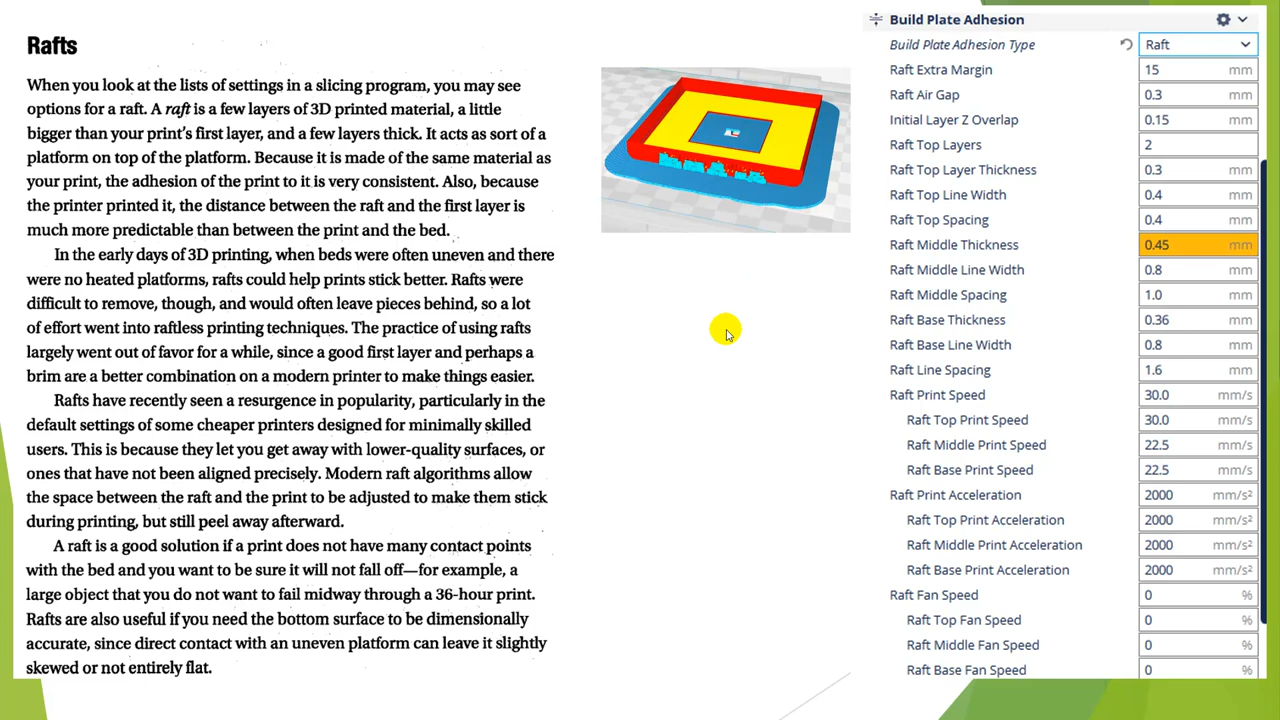 Rafts
When you look at the lists of settings in a slicing program, you may see
options for a raft. A raft is a few layers of 3D printed material, a little
bigger than your print's first layer, and a few layers thick. It acts as sort of a
platform on top of the platform. Because it is made of the same material as
your print, the adhesion of the print to it is very consistent. Also, because
the printer printed it, the distance between the raft and the first layer is
much more predictable than between the print and the bed.
In the early days of 3D printing, when beds were often uneven and there
were no heated platforms, rafts could help prints stick better. Rafts were
difficult to remove, though, and would often leave pieces behind, so a lot
of effort went into raftless printing techniques. The practice of using rafts
largely went out of favor for a while, since a good first layer and perhaps a
brim are a better combination on a modern printer to make things easier.
Rafts have recently seen a resurgence in popularity, particularly in the
default settings of some cheaper printers designed for minimally skilled
users. This is because they let you get away with lower-quality surfaces, or
ones that have not been aligned precisely. Modern raft algorithms allow
the space between the raft and the print to be adjusted to make them stick
during printing, but still peel away afterward.
A raft is a good solution if a print does not have many contact points
with the bed and you want to be sure it will not fall off—for example, a
large object that you do not want to fail midway through a 36-hour print.
Rafts are also useful if you need the bottom surface to be dimensionally
accurate, since direct contact with an uneven platform can leave it slightly
skewed or not entirely flat.
Build Plate Adhesion
Build Plate Adhesion Type Raft
Raft Extra Margin 15 mm
Raft Air Gap 0.3 mm
Initial Layer Z Overlap 0.15 mm
Raft Top Layers 2
Raft Top Layer Thickness 0.3 mm
Raft Top Line Width 0.4 mm
Raft Top Spacing 0.4 mm
Raft Middle Thickness 0.45 mm
Raft Middle Line Width 0.8 mm
Raft Middle Spacing 1.0 mm
Raft Base Thickness 0.36 mm
Raft Base Line Width 0.8 mm
Raft Line Spacing 1.6 mm
Raft Print Speed 30.0 mm/s
Raft Top Print Speed 30.0 mm/s
Raft Middle Print Speed 22.5 mm/s
Raft Base Print Speed 22.5 mm/s
Raft Print Acceleration 2000 mm/s²
Raft Top Print Acceleration 2000 mm/s²
Raft Middle Print Acceleration 2000 mm/s²
Raft Base Print Acceleration 2000 mm/s²
Raft Fan Speed 0 %
Raft Top Fan Speed 0 %
Raft Middle Fan Speed 0 %
Raft Base Fan Speed 0 %